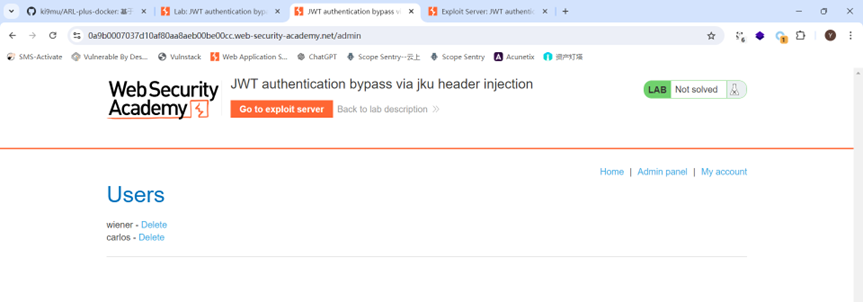 ki9mu/ARL-plus-docker: 基于
Lab: JWT authentication bypa
JWT authentication bypass vi
Exploit Server: JWT authentic
0a9b0007037d10af80aa8aeb00be00cc.web-security-academy.net/admin
SMS-Activate
Vulnerable By Des...
Vulnstack
Web Application S...
ChatGPT
Scope Sentry--云上
Scope Sentry
Acunetix
资产灯塔
Web Security
Academy
JWT authentication bypass via jku header injection
Go to exploit server
Back to lab description
LAB Not solved
Home | Admin panel | My account
Users
wiener - Delete
carlos - Delete